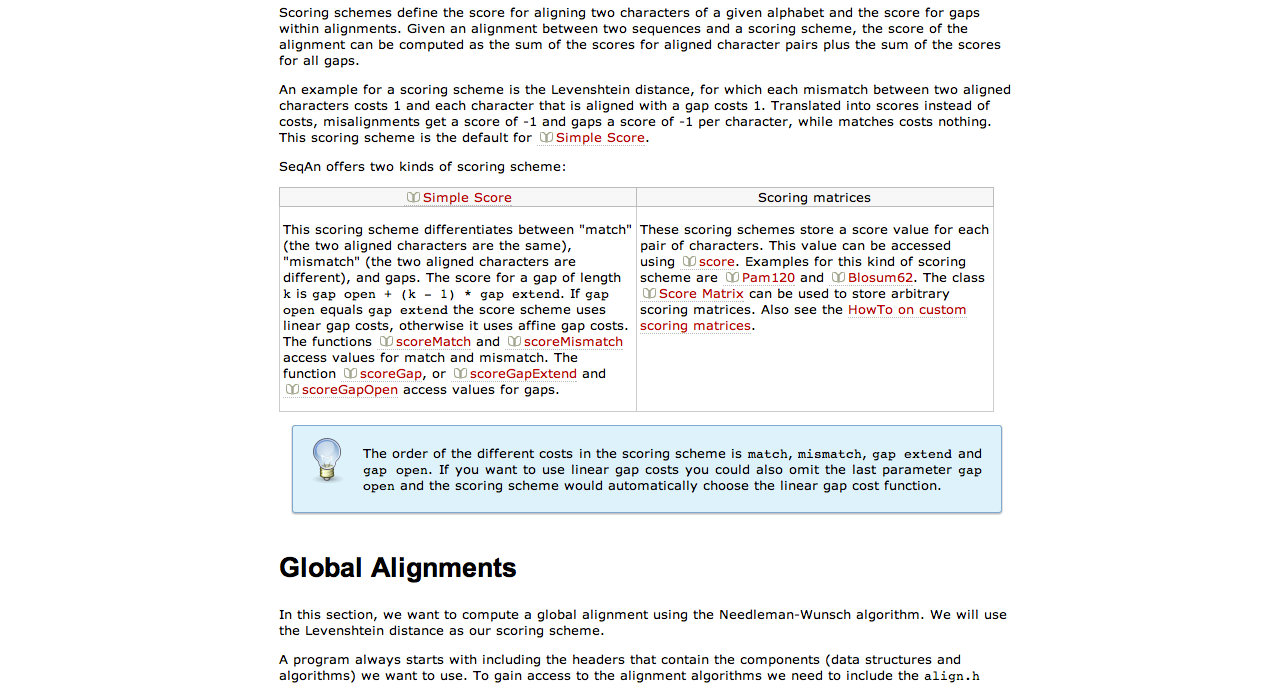 Scoring schemes define the score for aligning two characters of a given alphabet and the score for gaps
within alignments. Given an alignment between two sequences and a scoring scheme, the score of the
alignment can be computed as the sum of the scores for aligned character pairs plus the sum of the scores
for all gaps.
An example for a scoring scheme is the Levenshtein distance, for which each mismatch between two aligned
characters costs 1 and each character that is aligned with a gap costs 1. Translated into scores instead of
costs, misalignments get a score of -1 and gaps a score of -1 per character, while matches costs nothing.
This scoring scheme is the default for Simple Score.
SeqAn offers two kinds of scoring scheme:
Simple Score
This scoring scheme differentiates between "match"
(the two aligned characters are the same),
"mismatch" (the two aligned characters are
different), and gaps. The score for a gap of length
k is gap open + (k - 1) * gap extend. If gap
open equals gap extend the score scheme uses
linear gap costs, otherwise it uses affine gap costs.
The functions scoreMatch and scoreMismatch
access values for match and mismatch. The
function scoreGap, or scoreGapExtend and
scoreGapOpen access values for gaps.
Scoring matrices
These scoring schemes store a score value for each
pair of characters. This value can be accessed
using score. Examples for this kind of scoring
scheme are Pam120 and Blosum62. The class
Score Matrix can be used to store arbitrary
scoring matrices. Also see the HowTo on custom
scoring matrices.
The order of the different costs in the scoring scheme is match, mismatch, gap extend and
gap open. If you want to use linear gap costs you could also omit the last parameter gap
open and the scoring scheme would automatically choose the linear gap cost function.
Global Alignments
In this section, we want to compute a global alignment using the Needleman-Wunsch algorithm. We will use
the Levenshtein distance as our scoring scheme.
A program always starts with including the headers that contain the components (data structures and
algorithms) we want to use. To gain access to the alignment algorithms we need to include the align.h